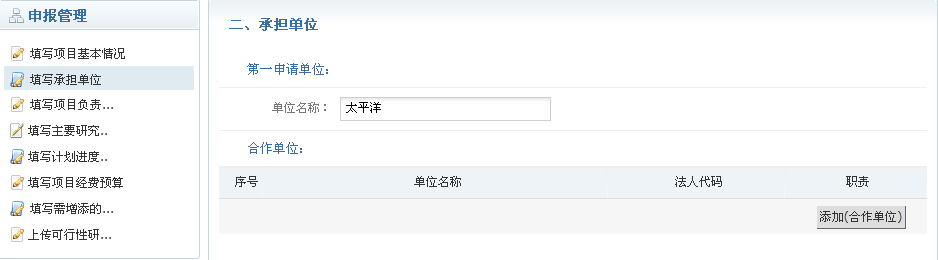 申报管理
填写项目基本情况
填写承担单位
填写项目负责...
填写主要研究..
填写计划进度..
填写项目经费预算
填写需增添的...
上传可行性研...
二、承担单位
第一申请单位：
单位名称： 太平洋
合作单位：
序号 单位名称 法人代码 职责
添加(合作单位)